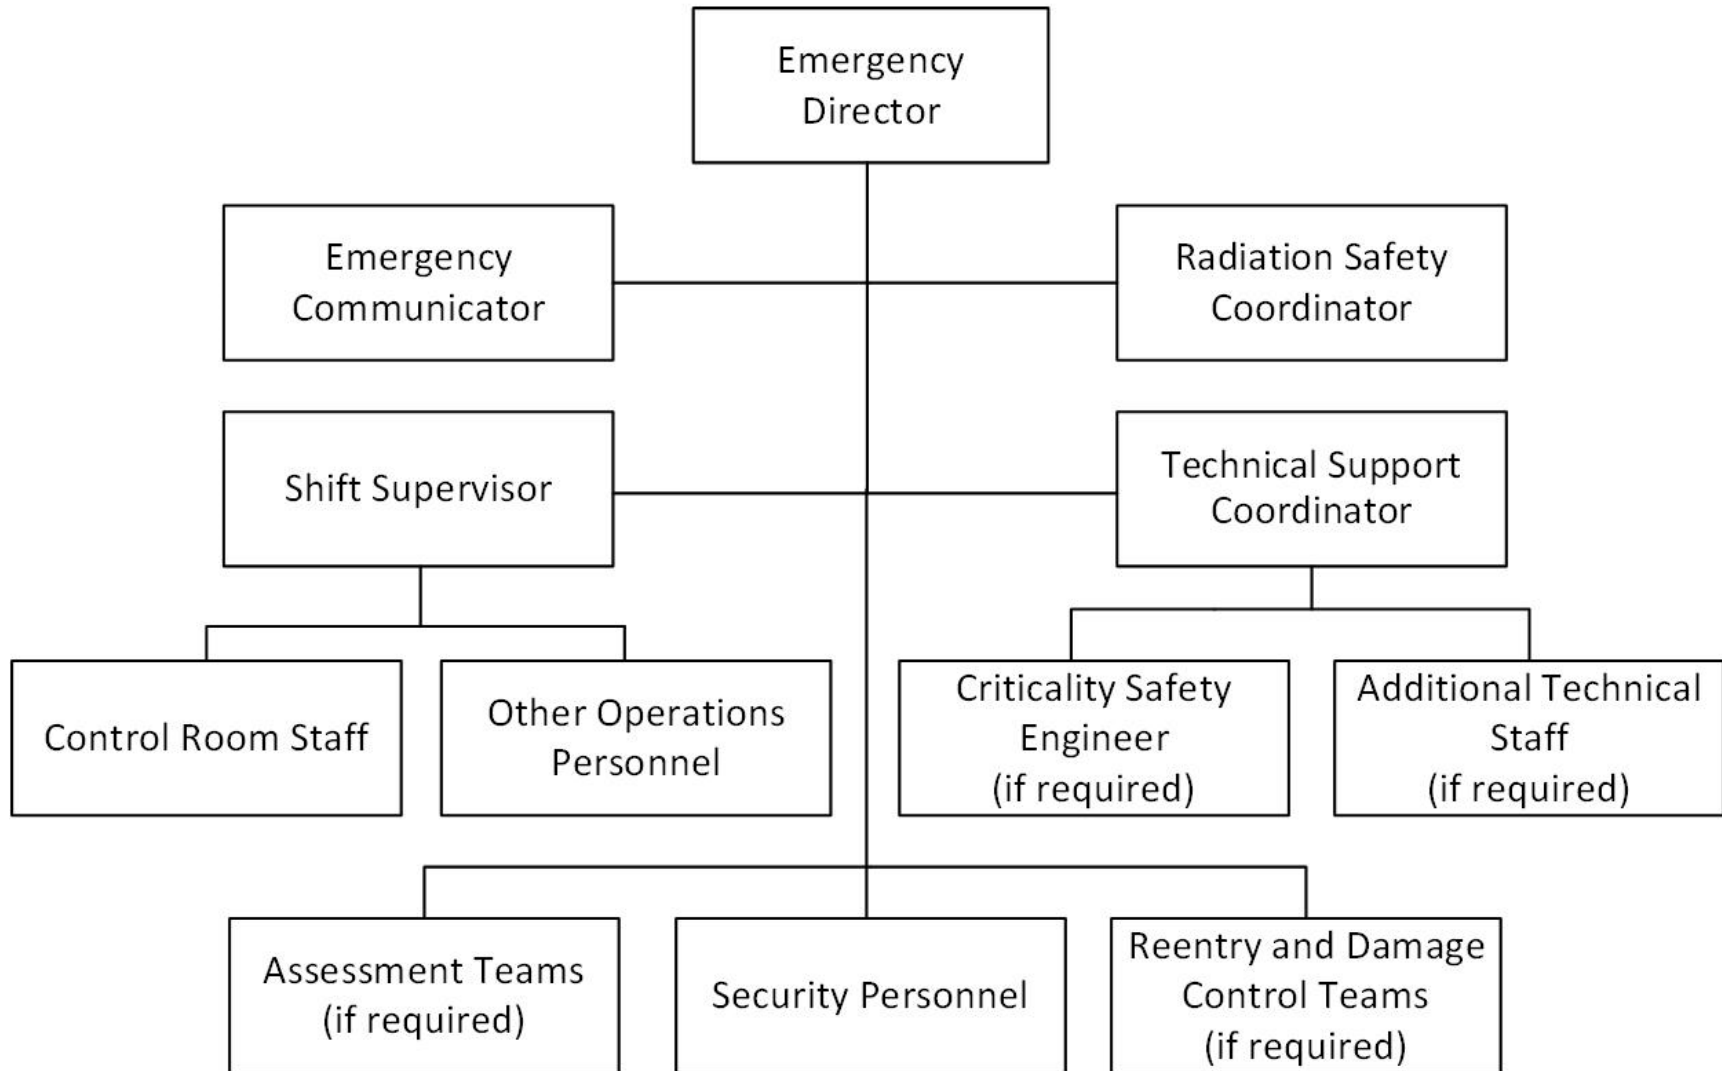 Emergency
Director
Emergency
Communicator
Radiation Safety
Coordinator
Shift Supervisor
Technical Support
Coordinator
Control Room Staff
Other Operations
Personnel
Criticality Safety
Engineer
(if required)
Additional Technical
Staff
(if required)
Assessment Teams
(if required)
Security Personnel
Reentry and Damage
Control Teams
(if required)